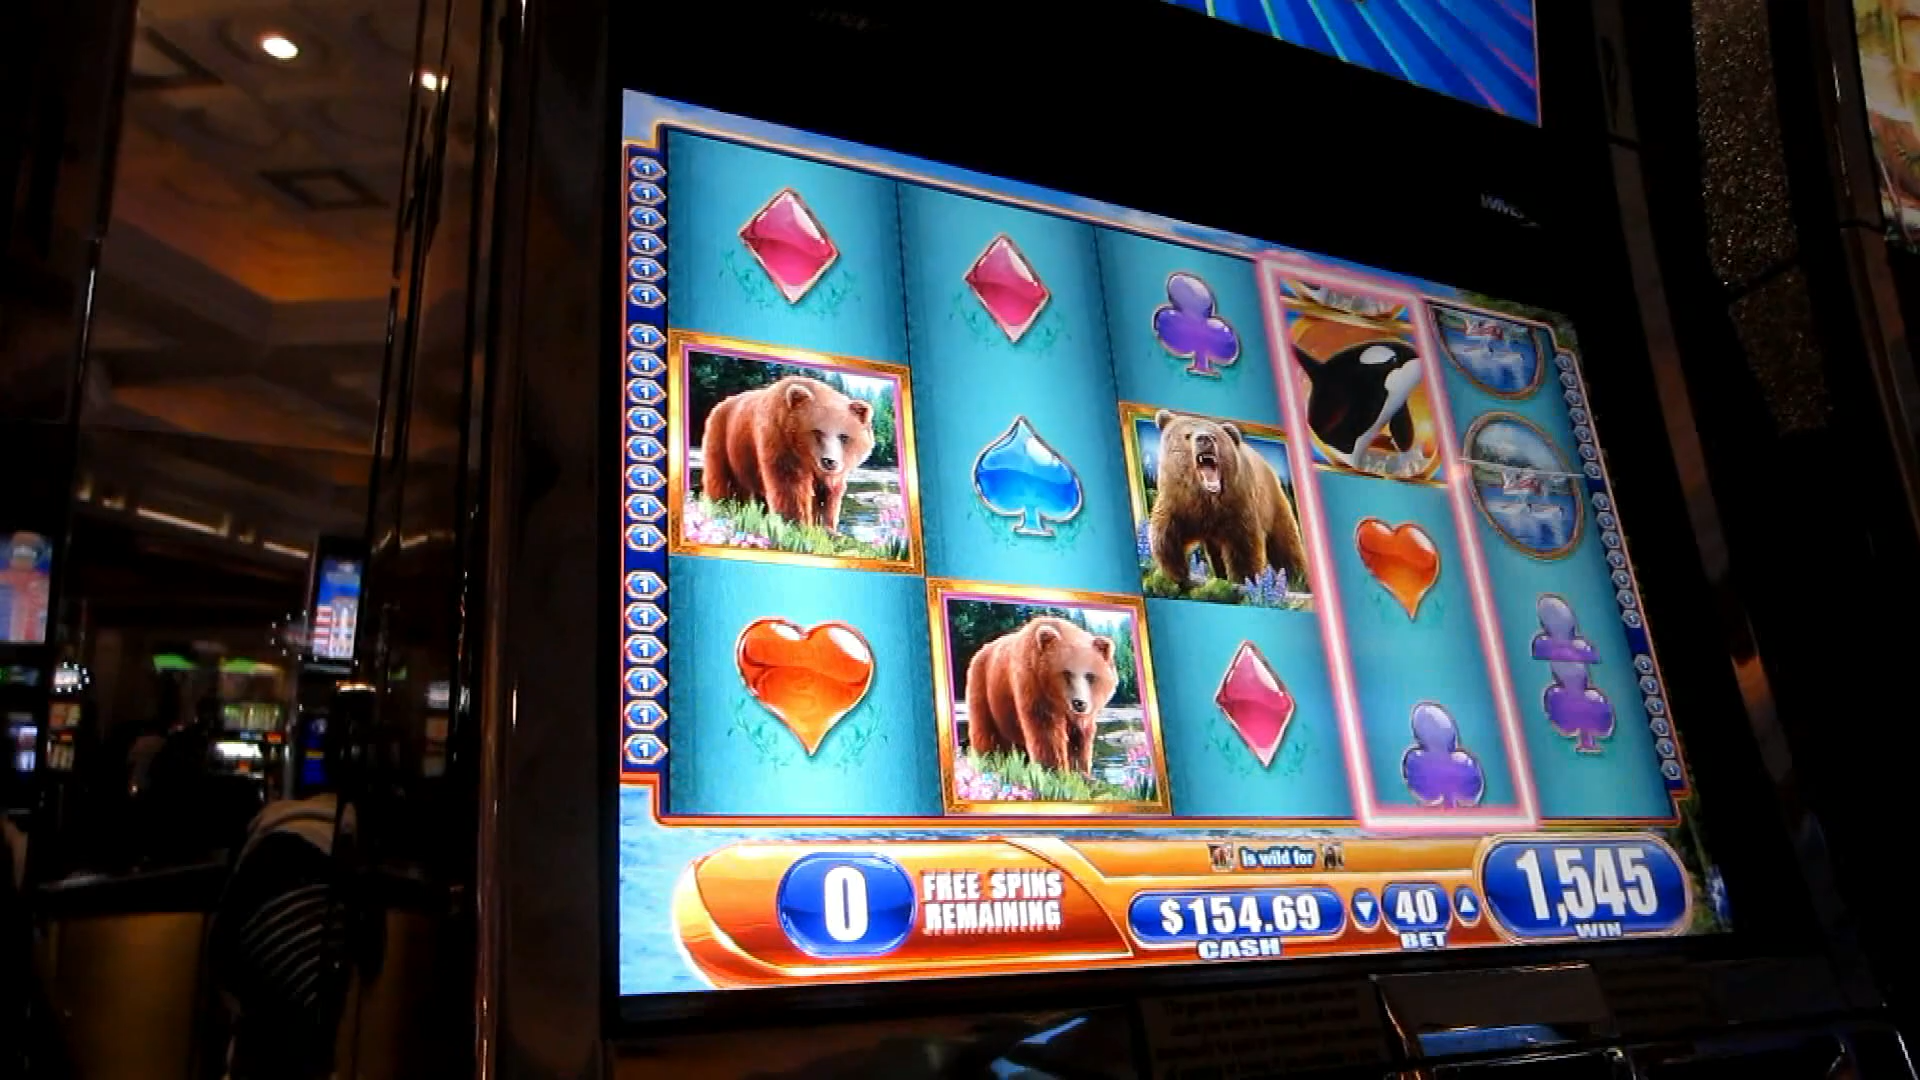 is wild for
0
FREE SPINS
REMAINING
$154.69
CASH
40
BET
1,545
WIN